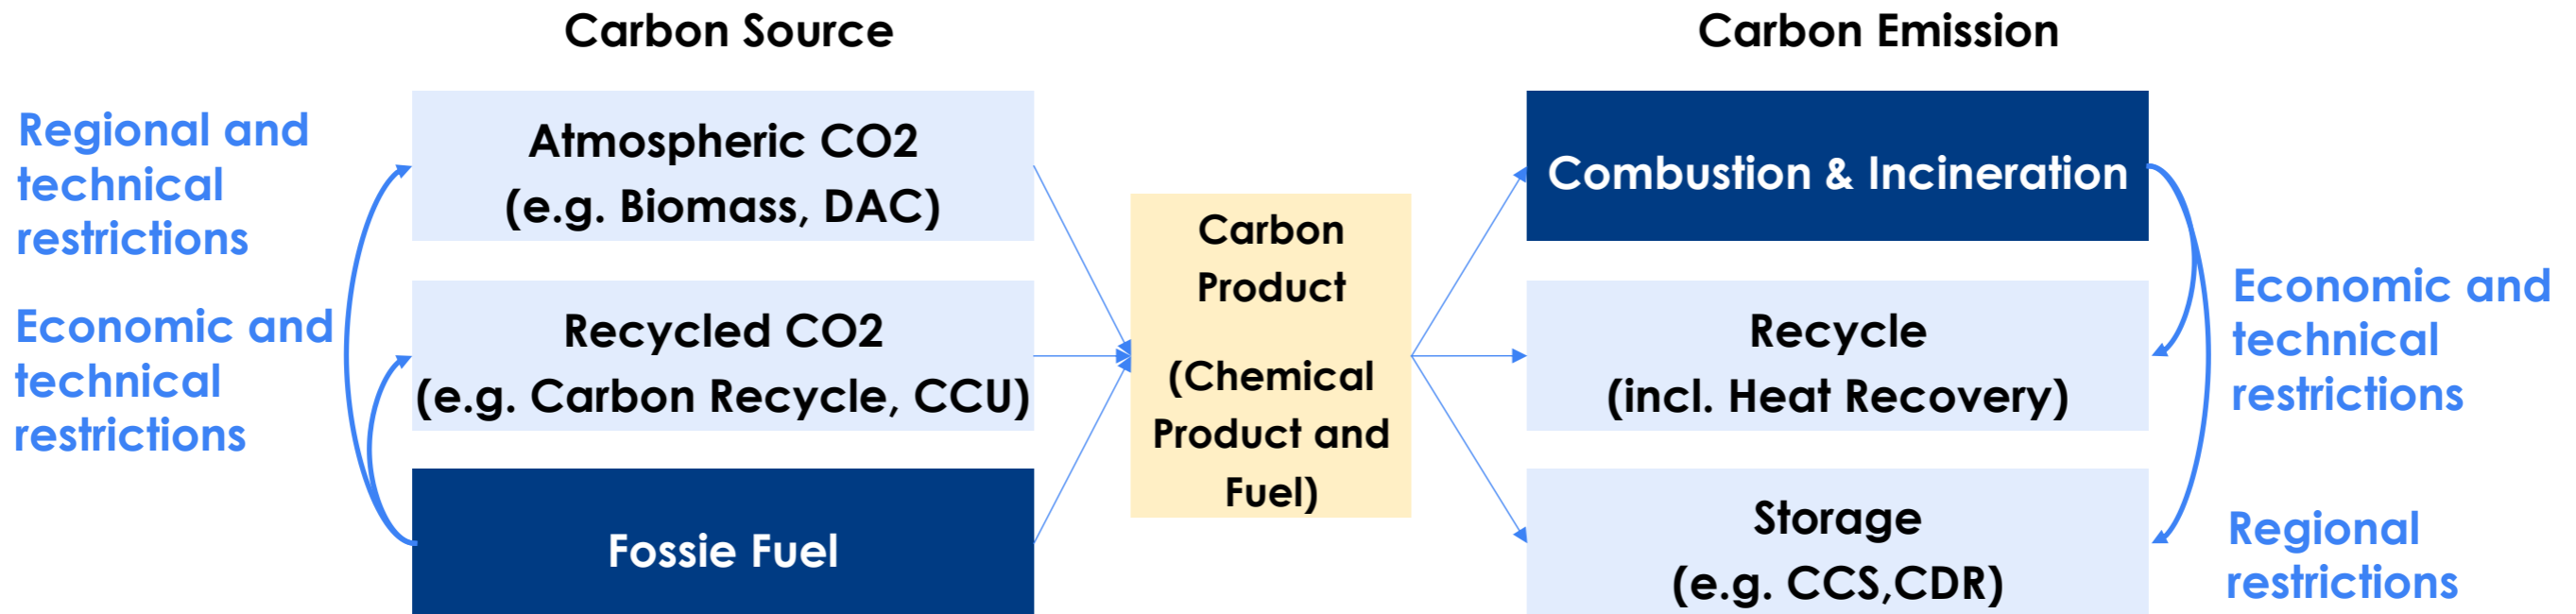 Carbon Source
Carbon Emission
Regional and
technical
restrictions
Economic and
technical
restrictions
Atmospheric CO2
(e.g. Biomass, DAC)
Recycled CO2
(e.g. Carbon Recycle, CCU)
Fossie Fuel
Carbon
Product
(Chemical
Product and
Fuel)
Combustion & Incineration
Recycle
(incl. Heat Recovery)
Storage
(e.g. CCS,CDR)
Economic and
technical
restrictions
Regional
restrictions